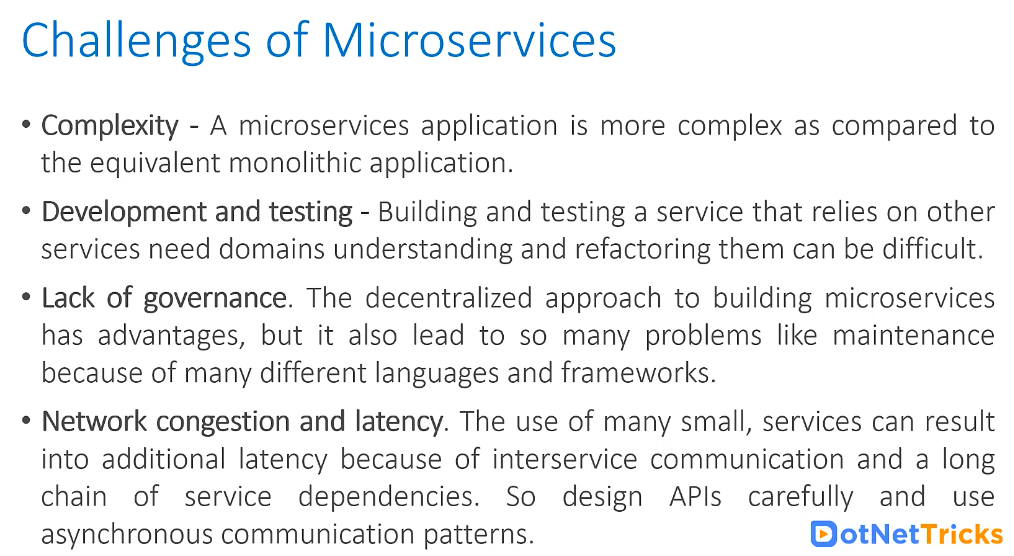 Challenges of Microservices
• Complexity - A microservices application is more complex as compared to
the equivalent monolithic application.
• Development and testing - Building and testing a service that relies on other
services need domains understanding and refactoring them can be difficult.
• Lack of governance. The decentralized approach to building microservices
has advantages, but it also lead to so many problems like maintenance
because of many different languages and frameworks.
• Network congestion and latency. The use of many small, services can result
into additional latency because of interservice communication and a long
chain of service dependencies. So design APIs carefully and use
asynchronous communication patterns.
DotNetTricks